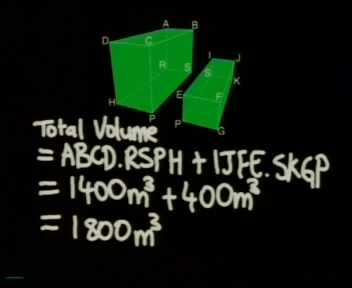 A B
D C
I J
R S S K
E F
H P P G
Total Volume
= ABCD.RSPH + IJFE.SKGP
= 1400m³ + 400m³
= 1800m³